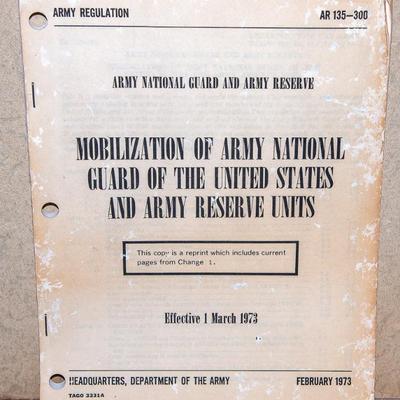 ARMY REGULATION AR 135—300
ARMY NATIONAL GUARD AND ARMY RESERVE
MOBILIZATION OF ARMY NATIONAL
GUARD OF THE UNITED STATES
AND ARMY RESERVE UNITS
This copy is a reprint which includes current
pages from Change 1.
Effective 1 March 1973
HEADQUARTERS, DEPARTMENT OF THE ARMY FEBRUARY 1973
TAGO 3331A